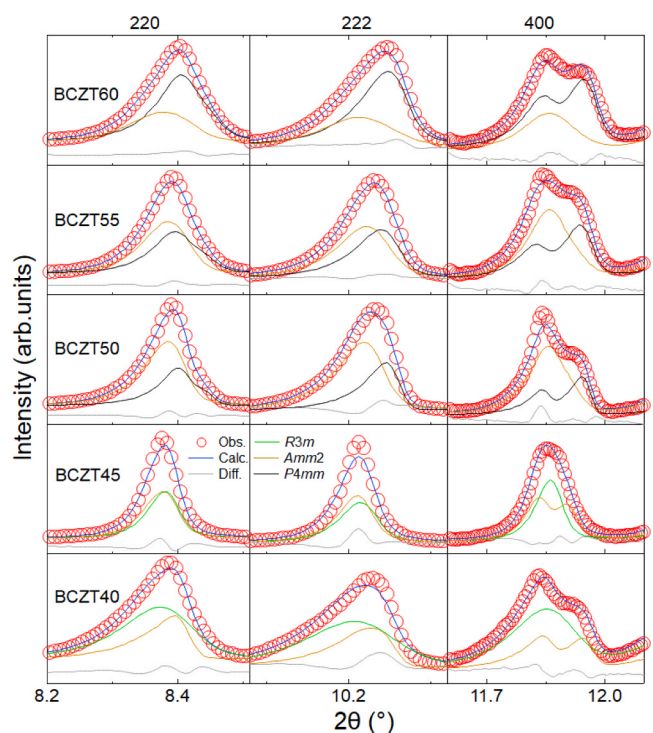 220 222 400
BCZT60
BCZT55
BCZT50
BCZT45
Obs. R3m
Calc. Amm2
Diff. P4mm
BCZT40
Intensity (arb.units)
8.2 8.4 10.2 11.7 12.0
2θ (°)